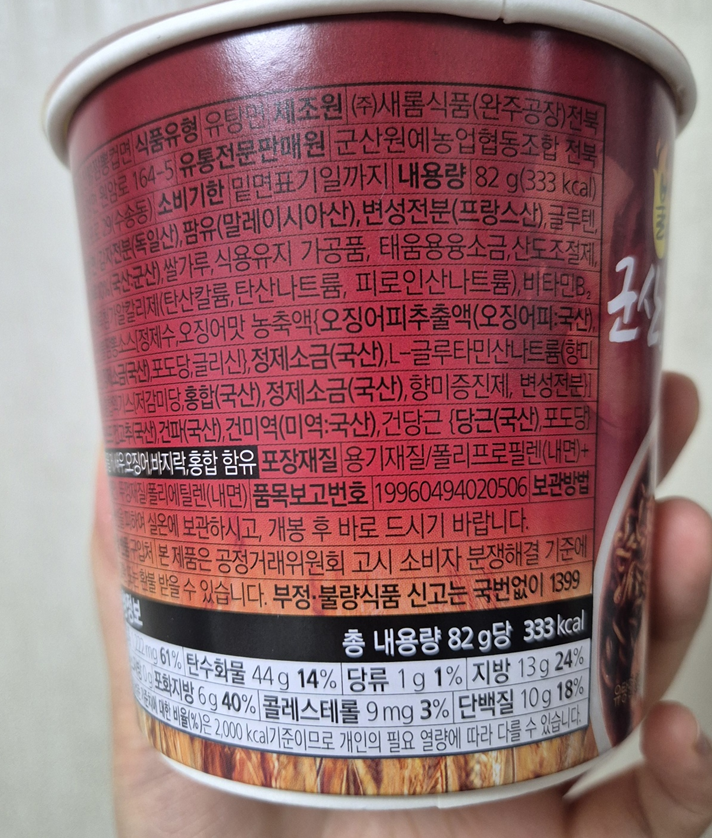 식품유형 유탕면 제조원 (주)새롬식품(완주공장)전북
164-5 유통전문판매원 군산원예농업협동조합 전북
(수송동) 소비기한 밑면표기일까지 내용량 82 g(333 kcal)
감자전분(독일산), 팜유(말레이시아산), 변성전분(프랑스산), 글루텐,
쌀가루, 식용유지 가공품, 태움용융소금, 산도조절제,
알칼리제(탄산칼륨, 탄산나트륨, 피로인산나트륨), 비타민B₂
정제수, 오징어맛 농축액{오징어피추출액(오징어피:국산),
포도당, 글리신}, 정제소금(국산), L-글루타민산나트륨(향미
홍합(국산), 정제소금(국산), 향미증진제, 변성전분)]
건파(국산), 건미역(미역:국산), 건당근 {당근(국산), 포도당}
오징어, 바지락, 홍합 함유 포장재질 용기재질/폴리프로필렌(내면)+
폴리에틸렌(내면) 품목보고번호 19960494020506 보관방법
실온에 보관하시고, 개봉 후 바로 드시기 바랍니다.
본 제품은 공정거래위원회 고시 소비자 분쟁해결 기준에
받을 수 있습니다. 부정·불량식품 신고는 국번없이 1399
총 내용량 82 g당 333 kcal
61% 탄수화물 44 g 14% 당류 1 g 1% 지방 13 g 24%
포화지방 6 g 40% 콜레스테롤 9 mg 3% 단백질 10 g 18%
대한 비율(%)은 2,000 kcal기준이므로 개인의 필요 열량에 따라 다를 수 있습니다.
군산